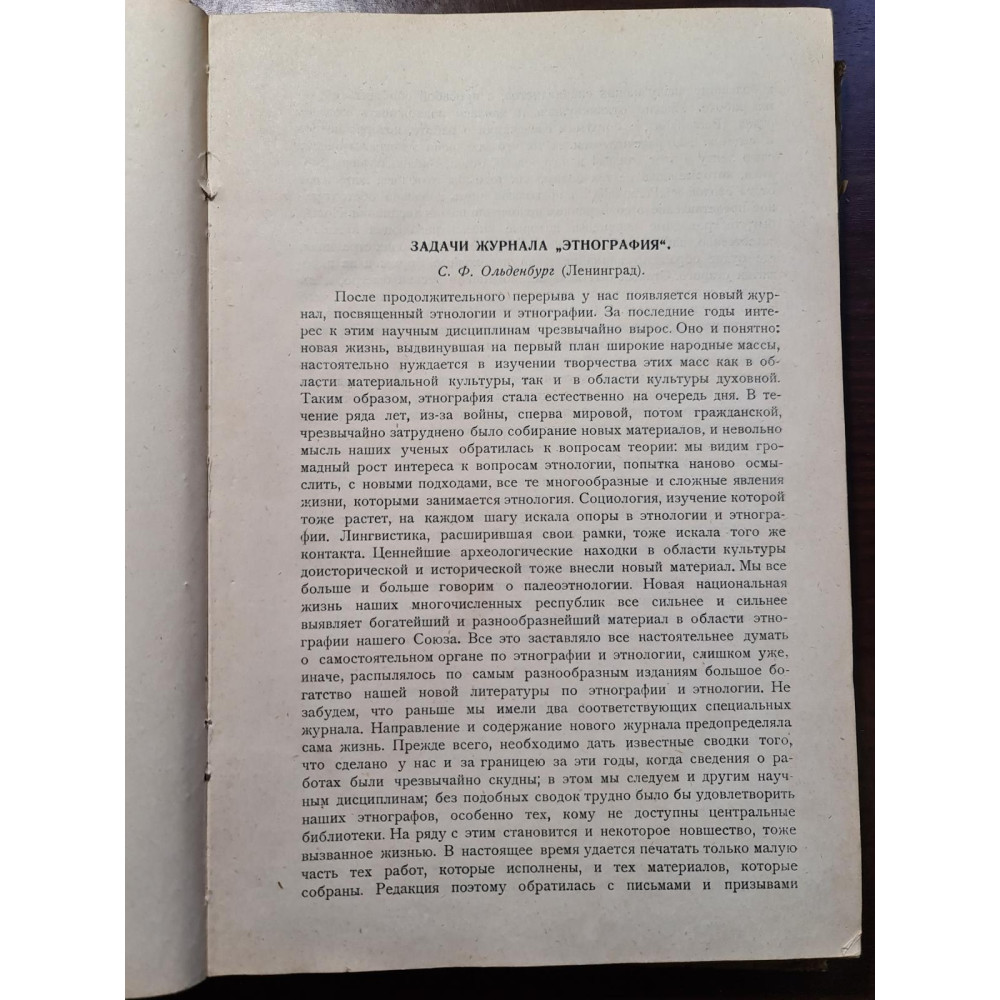 ЗАДАЧИ ЖУРНАЛА „ЭТНОГРАФИЯ“.
С. Ф. Ольденбург (Ленинград).
После продолжительного перерыва у нас появляется новый жур-
нал, посвященный этнологии и этнографии. За последние годы инте-
рес к этим научным дисциплинам чрезвычайно вырос. Оно и понятно:
новая жизнь, выдвинувшая на первый план широкие народные массы,
настоятельно нуждается в изучении творчества этих масс как в об-
ласти материальной культуры, так и в области культуры духовной.
Таким образом, этнография стала естественно на очередь дня. В те-
чение ряда лет, из-за войны, сперва мировой, потом гражданской,
чрезвычайно затруднено было собирание новых материалов, и невольно
мысль наших ученых обратилась к вопросам теории: мы видим гро-
мадный рост интереса к вопросам этнологии, попытка наново осмы-
слить, с новыми подходами, все те многообразные и сложные явления
жизни, которыми занимается этнология. Социология, изучение которой
тоже растет, на каждом шагу искала опоры в этнологии и этногра-
фии. Лингвистика, расширившая свои рамки, тоже искала того же
контакта. Ценнейшие археологические находки в области культуры
доисторической и исторической тоже внесли новый материал. Мы все
больше и больше говорим о палеоэтнологии. Новая национальная
жизнь наших многочисленных республик все сильнее и сильнее
выявляет богатейший и разнообразнейший материал в области этно-
графии нашего Союза. Все это заставляло все настоятельнее думать
о самостоятельном органе по этнографии и этнологии, слишком уже,
иначе, распылялось по самым разнообразным изданиям большое бо-
гатство нашей новой литературы по этнографии и этнологии. Не
забудем, что раньше мы имели два соответствующих специальных
журнала. Направление и содержание нового журнала предопределяла
сама жизнь. Прежде всего, необходимо дать известные сводки того,
что сделано у нас и за границею за эти годы, когда сведения о ра-
ботах были чрезвычайно скудны; в этом мы следуем и другим науч-
ным дисциплинам; без подобных сводок трудно было бы удовлетворить
наших этнографов, особенно тех, кому не доступны центральные
библиотеки. На ряду с этим становится и некоторое новшество, тоже
вызванное жизнью. В настоящее время удается печатать только малую
часть тех работ, которые исполнены, и тех материалов, которые
собраны. Редакция поэтому обратилась с письмами и призывами